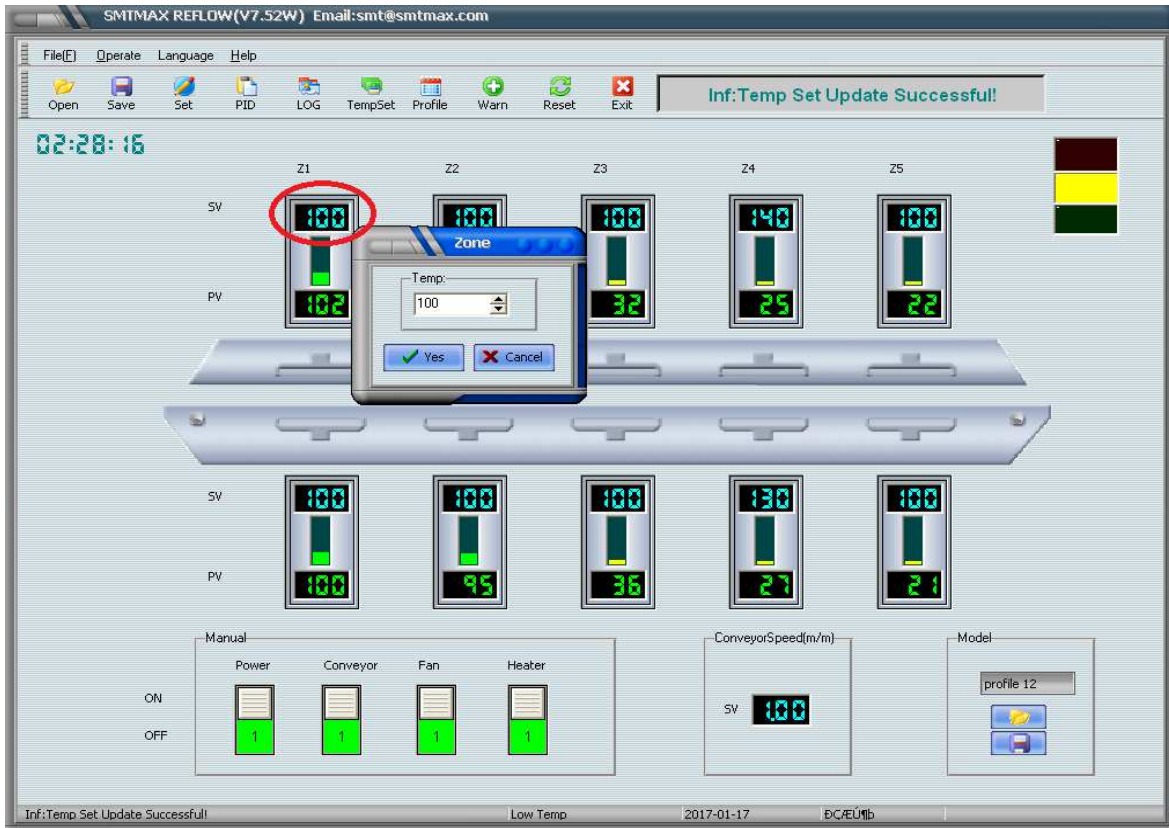 SMTMAX REFLOW(V7.52W) Email:smt@smtmax.com
File(F) Operate Language Help
Open Save Set PID LOG TempSet Profile Warn Reset Exit Inf:Temp Set Update Successful!
02:28:16
Z1 Z2 Z3 Z4 Z5
SV 100 100 100 140 100
Zone
Temp:
100
PV 102 32 25 22
Yes Cancel
SV 100 100 100 130 100
PV 100 95 36 27 21
Manual ConveyorSpeed(m/m) Model
Power Conveyor Fan Heater
profile 12
ON
SV 1.00
OFF 1 1 1 1
Inf:Temp Set Update Successful! Low Temp 2017-01-17 ÐÇÆÚ¶þ